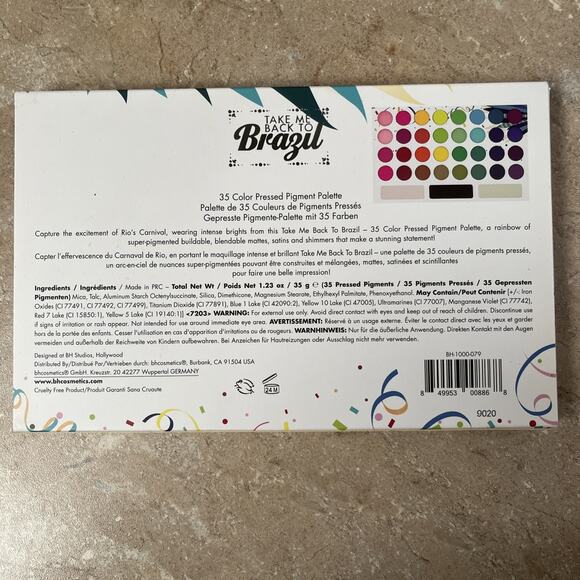 TAKE ME
BACK TO
Brazil
35 Color Pressed Pigment Palette
Palette de 35 Couleurs de Pigments Pressés
Gepresste Pigmente-Palette mit 35 Farben
Capture the excitement of Rio's Carnival, wearing intense brights from this Take Me Back To Brazil – 35 Color Pressed Pigment Palette, a rainbow of
super-pigmented buildable, blendable mattes, satins and shimmers that make a stunning statement!
Capter l'effervescence du Carnaval de Rio, en portant le maquillage intense et brillant Take Me Back To Brazil – une palette de 35 couleurs de pigments pressés,
un arc-en-ciel de nuances super-pigmentées pouvant être construites et mélangées, mattes, satinées et scintillantes
pour faire une belle impression!
Ingredients / Ingrédients / Made in PRC – Total Net Wt / Poids Net 1.23 oz / 35 g ℮ (35 Pressed Pigments / 35 Pigments Pressés / 35 Gepressten
Pigmenten) Mica, Talc, Aluminum Starch Octenylsuccinate, Silica, Dimethicone, Magnesium Stearate, Ethylhexyl Palmitate, Phenoxyethanol. May Contain/Peut Contenir [+/-: Iron
Oxides (CI 77491, CI 77492, CI 77499), Titanium Dioxide (CI 77891), Blue 1 Lake (CI 42090:2), Yellow 10 Lake (CI 47005), Ultramarines (CI 77007), Manganese Violet (CI 77742),
Red 7 Lake (CI 15850:1), Yellow 5 Lake (CI 19140:1)] <7203> WARNING: For external use only. Avoid direct contact with eyes and keep out of reach of children. Discontinue use
if signs of irritation or rash appear. Not intended for use around immediate eye area. AVERTISSEMENT: Réservé à un usage externe. Éviter le contact direct avec les yeux et garder
hors de la portée des enfants. Cesser l'utilisation en cas d'apparition d'irritations ou de rougeurs. WARNHINWEIS: Nur für die äußerliche Anwendung. Direkten Kontakt mit den Augen
vermeiden und außerhalb der Reichweite von Kindern aufbewahren. Bei Anzeichen für Hautreizungen oder Ausschlag nicht mehr verwenden.
Designed at BH Studios, Hollywood
Distributed By/Distribué Par/Vertrieben durch: bhcosmetics®, Burbank, CA 91504 USA
bhcosmetics® GmbH. Kreuzstr. 20 42277 Wuppertal GERMANY
www.bhcosmetics.com
Cruelty Free Product/Produit Garanti Sans Cruauté
24 M
BH-1000-079
8 49953 00886 8
9020